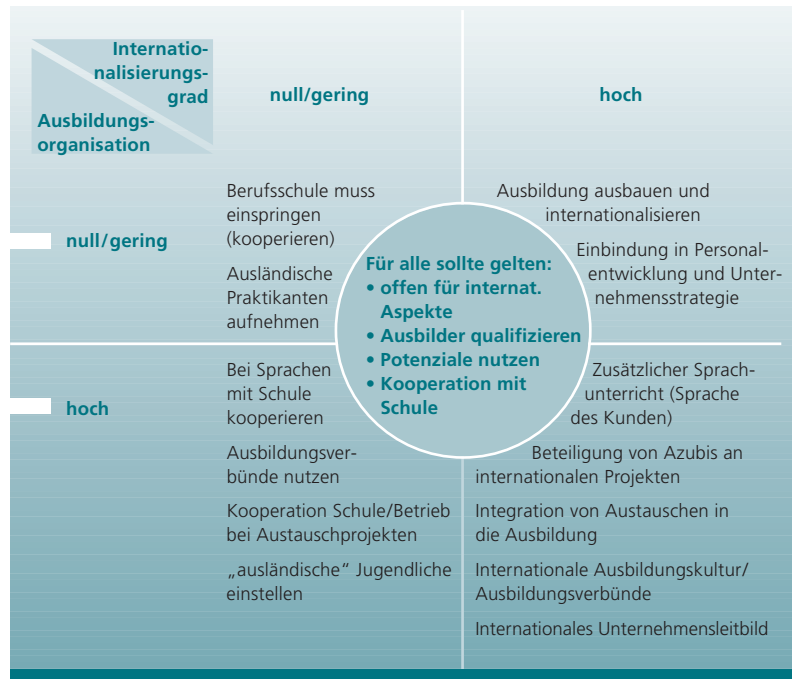 Internatio-
nalisierungs-
grad
Ausbildungs-
organisation
null/gering
hoch
null/gering
Berufsschule muss
einspringen
(kooperieren)
Ausländische
Praktikanten
aufnehmen
Ausbildung ausbauen und
internationalisieren
Einbindung in Personal-
entwicklung und Unter-
nehmensstrategie
Für alle sollte gelten:
• offen für internat.
Aspekte
• Ausbilder qualifizieren
• Potenziale nutzen
• Kooperation mit
Schule
hoch
Bei Sprachen
mit Schule
kooperieren
Ausbildungsver-
bünde nutzen
Kooperation Schule/Betrieb
bei Austauschprojekten
„ausländische“ Jugendliche
einstellen
Zusätzlicher Sprach-
unterricht (Sprache
des Kunden)
Beteiligung von Azubis an
internationalen Projekten
Integration von Austauschen in
die Ausbildung
Internationale Ausbildungskultur/
Ausbildungsverbünde
Internationales Unternehmensleitbild